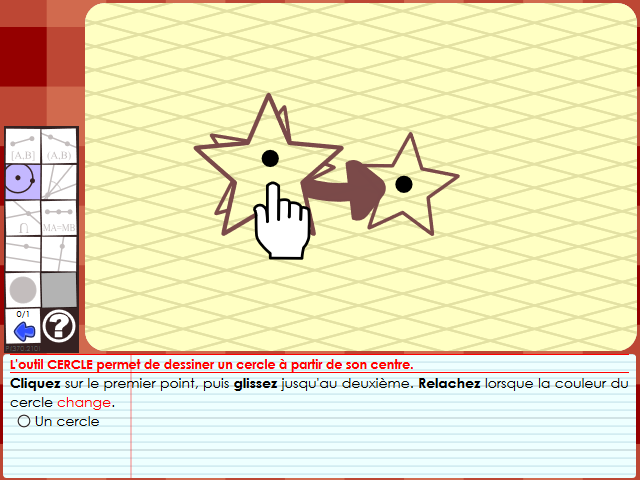 [A,B]
(A,B)
∩
MA=MB
0/1
?
L'outil CERCLE permet de dessiner un cercle à partir de son centre.
Cliquez sur le premier point, puis glissez jusqu'au deuxième. Relachez lorsque la couleur du
cercle change.
Un cercle